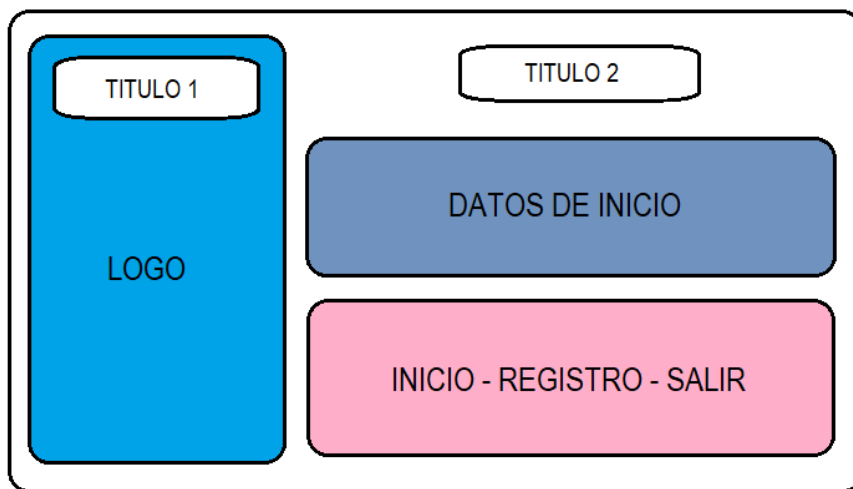 TITULO 1
LOGO
TITULO 2
DATOS DE INICIO
INICIO - REGISTRO - SALIR